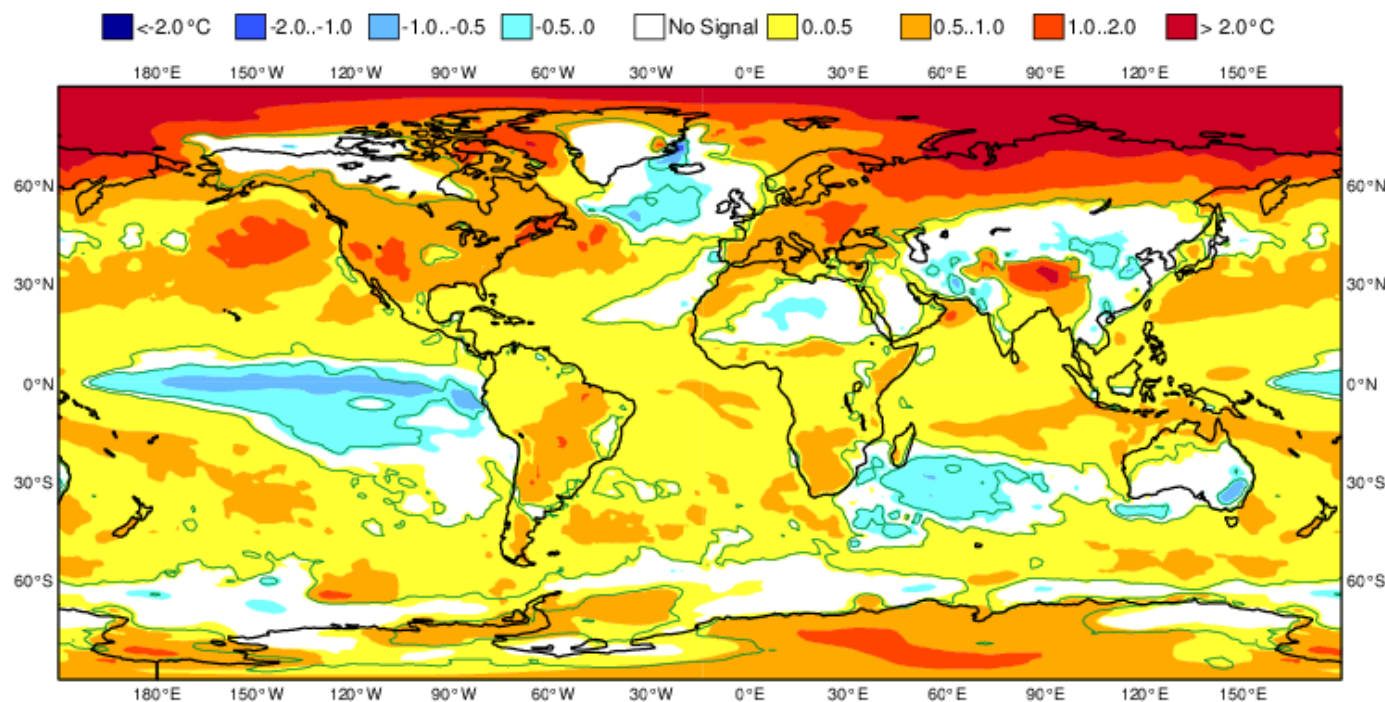 <-2.0°C -2.0..-1.0 -1.0..-0.5 -0.5..0 No Signal 0..0.5 0.5..1.0 1.0..2.0 > 2.0°C
180°E 150°W 120°W 90°W 60°W 30°W 0°E 30°E 60°E 90°E 120°E 150°E
60°N 60°N
30°N 30°N
0°N 0°N
30°S 30°S
60°S 60°S
180°E 150°W 120°W 90°W 60°W 30°W 0°E 30°E 60°E 90°E 120°E 150°E